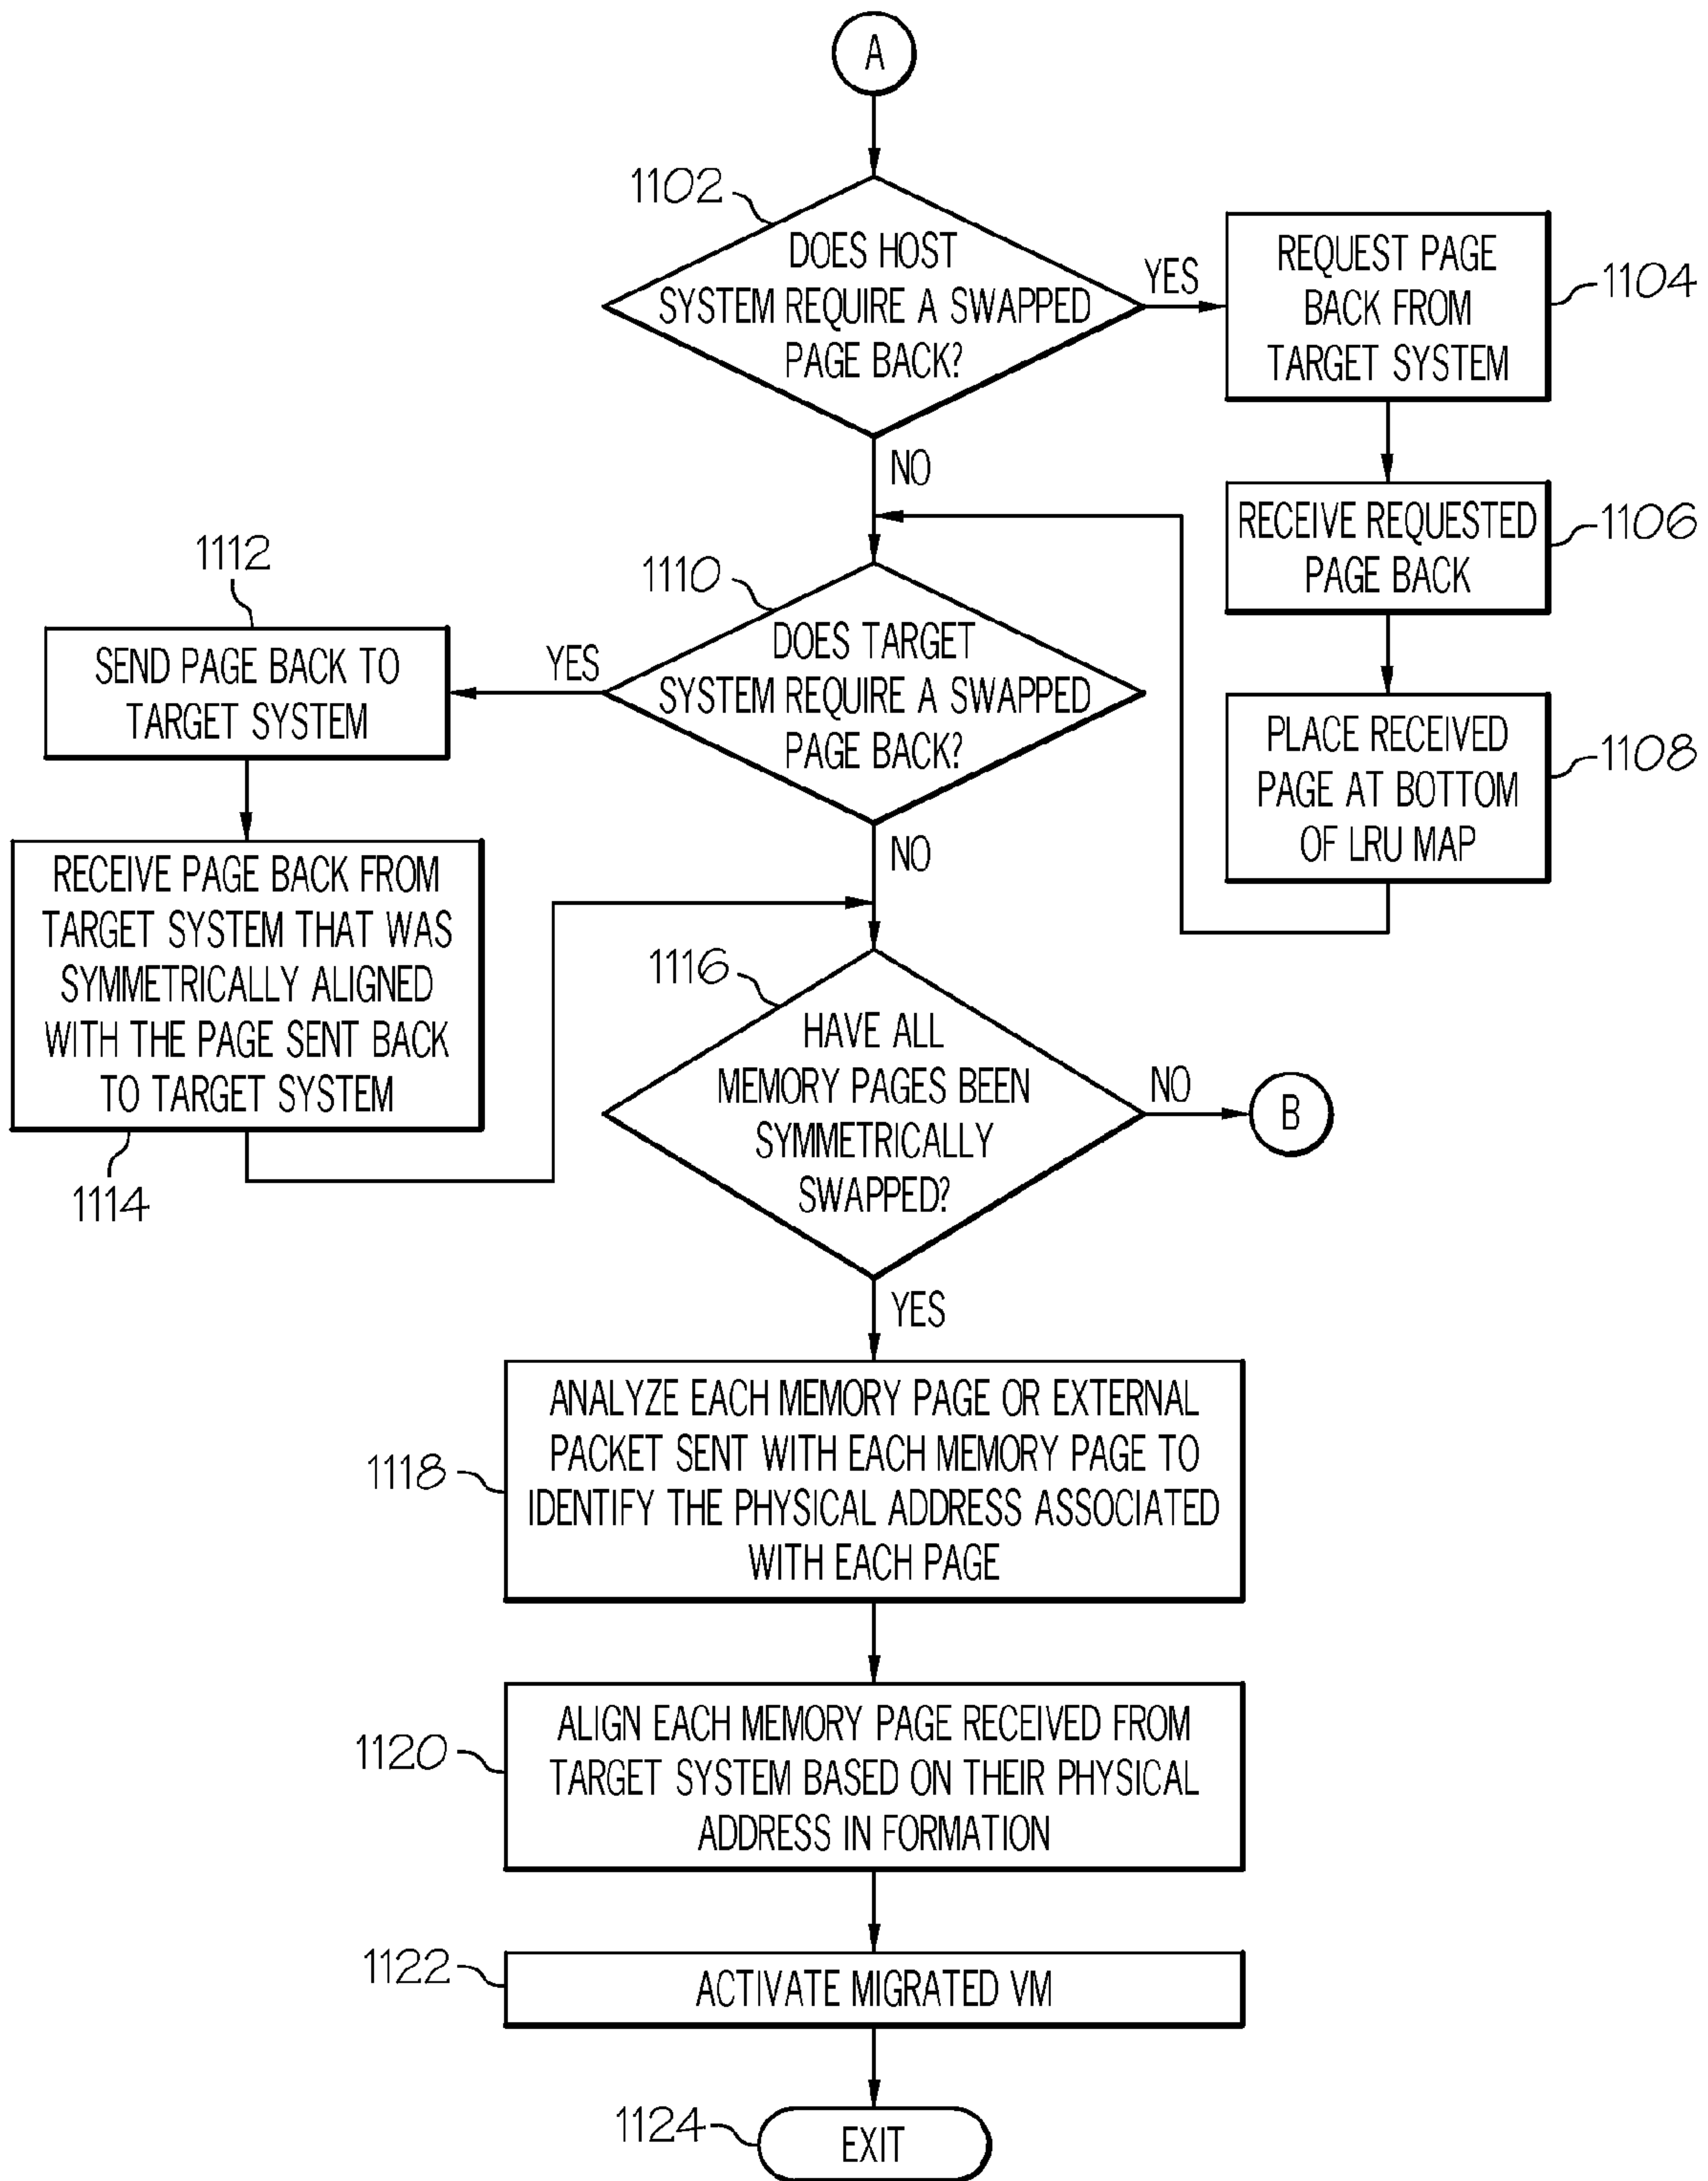 A
1102
DOES HOST
SYSTEM REQUIRE A SWAPPED
PAGE BACK?
YES
REQUEST PAGE
BACK FROM
TARGET SYSTEM
1104
NO
RECEIVE REQUESTED
PAGE BACK
1106
PLACE RECEIVED
PAGE AT BOTTOM
OF LRU MAP
1108
1110
DOES TARGET
SYSTEM REQUIRE A SWAPPED
PAGE BACK?
YES
1112
SEND PAGE BACK TO
TARGET SYSTEM
RECEIVE PAGE BACK FROM
TARGET SYSTEM THAT WAS
SYMMETRICALLY ALIGNED
WITH THE PAGE SENT BACK
TO TARGET SYSTEM
1114
NO
1116
HAVE ALL
MEMORY PAGES BEEN
SYMMETRICALLY
SWAPPED?
NO
B
YES
1118
ANALYZE EACH MEMORY PAGE OR EXTERNAL
PACKET SENT WITH EACH MEMORY PAGE TO
IDENTIFY THE PHYSICAL ADDRESS ASSOCIATED
WITH EACH PAGE
1120
ALIGN EACH MEMORY PAGE RECEIVED FROM
TARGET SYSTEM BASED ON THEIR PHYSICAL
ADDRESS IN FORMATION
1122
ACTIVATE MIGRATED VM
1124
EXIT